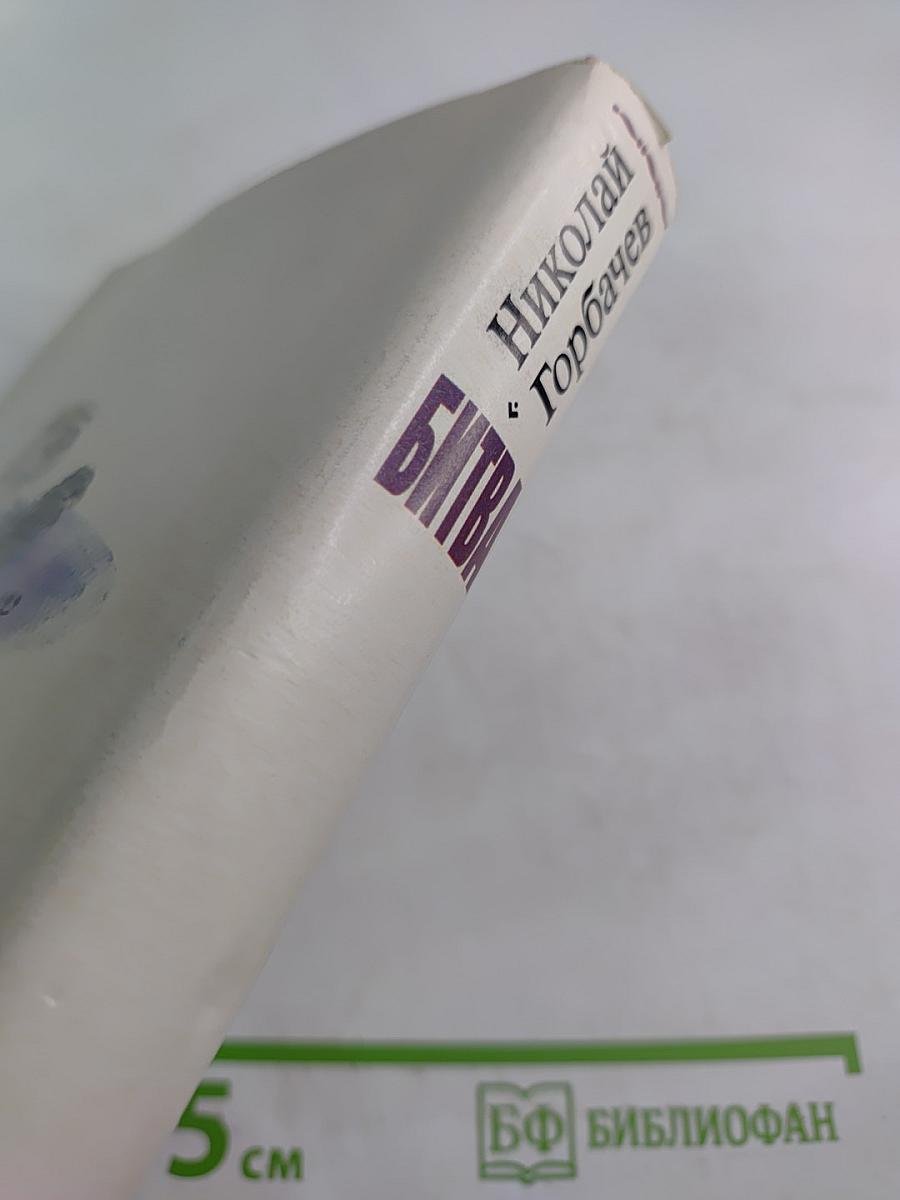 Николай
Горбачев
БИТВА
5 см
БФ БИБЛИОФАН